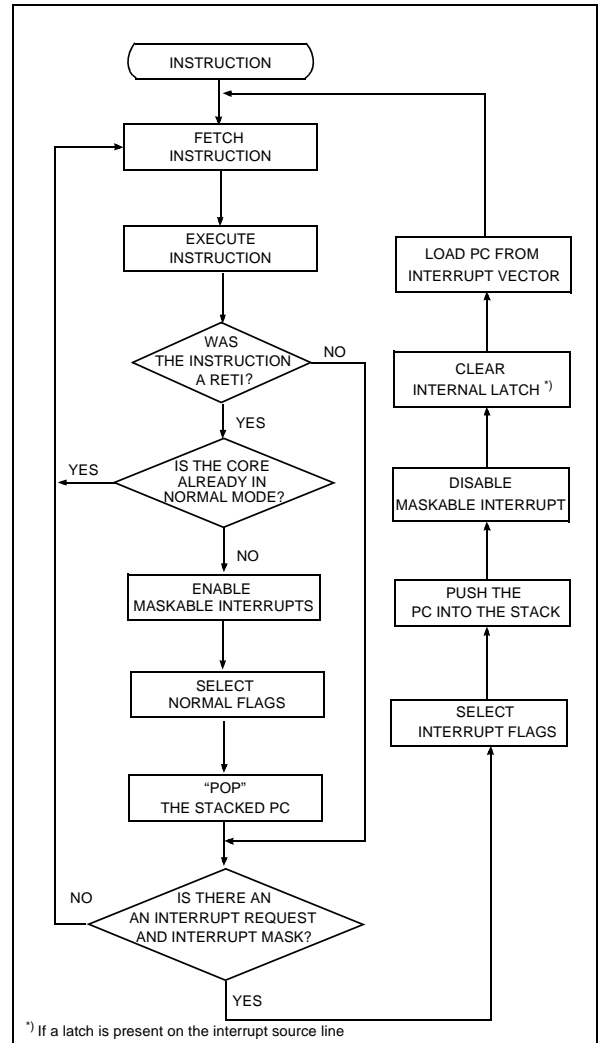 INSTRUCTION
FETCH
INSTRUCTION
EXECUTE
INSTRUCTION
WAS
THE INSTRUCTION
A RETI?
NO
YES
IS THE CORE
ALREADY IN
NORMAL MODE?
YES
NO
ENABLE
MASKABLE INTERRUPTS
SELECT
NORMAL FLAGS
“POP”
THE STACKED PC
IS THERE AN
AN INTERRUPT REQUEST
AND INTERRUPT MASK?
NO
YES
SELECT
INTERRUPT FLAGS
PUSH THE
PC INTO THE STACK
DISABLE
MASKABLE INTERRUPT
CLEAR
INTERNAL LATCH *)
LOAD PC FROM
INTERRUPT VECTOR
*) If a latch is present on the interrupt source line